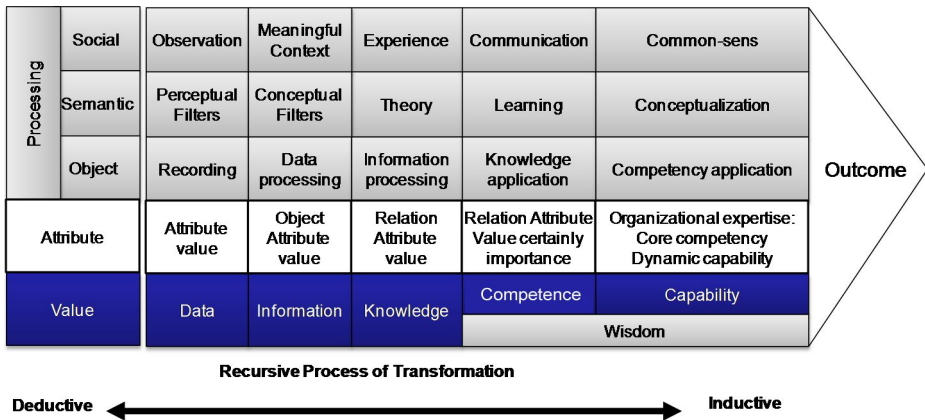 Processing
Social
Observation
Meaningful
Context
Experience
Communication
Common-sens
Semantic
Perceptual
Filters
Conceptual
Filters
Theory
Learning
Conceptualization
Object
Recording
Data
processing
Information
processing
Knowledge
application
Competency application
Outcome
Attribute
Attribute
value
Object
Attribute
value
Relation
Attribute
value
Relation Attribute
Value certainly
importance
Organizational expertise:
Core competency
Dynamic capability
Value
Data
Information
Knowledge
Competence
Capability
Wisdom
Recursive Process of Transformation
Deductive
Inductive